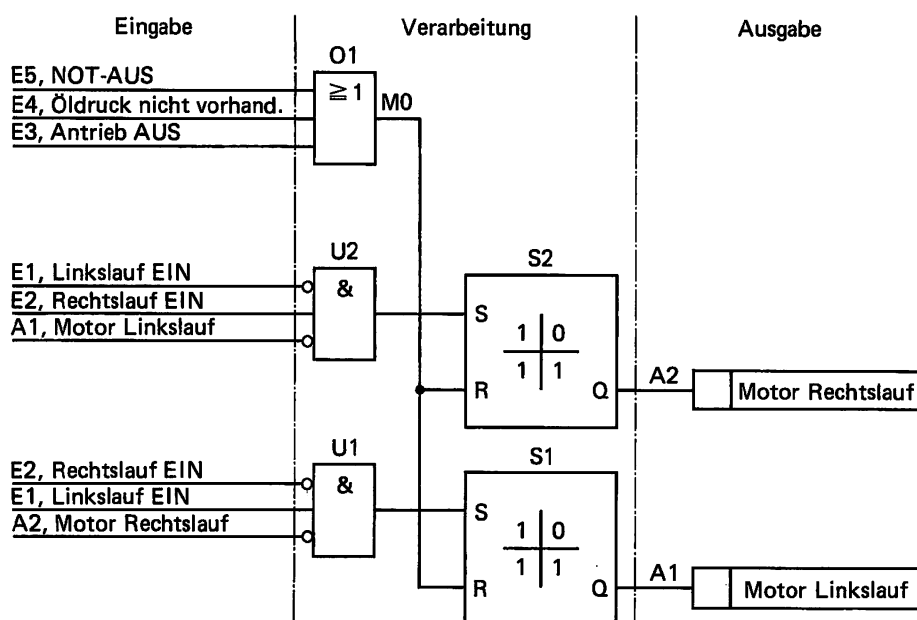 Eingabe
Verarbeitung
Ausgabe
O1
E5, NOT-AUS
≧ 1
M0
E4, Öldruck nicht vorhand.
E3, Antrieb AUS
U2
S2
E1, Linkslauf EIN
&
E2, Rechtslauf EIN
S
A1, Motor Linkslauf
1 0
1 1
R
Q
A2
Motor Rechtslauf
U1
S1
E2, Rechtslauf EIN
&
E1, Linkslauf EIN
S
A2, Motor Rechtslauf
1 0
1 1
R
Q
A1
Motor Linkslauf